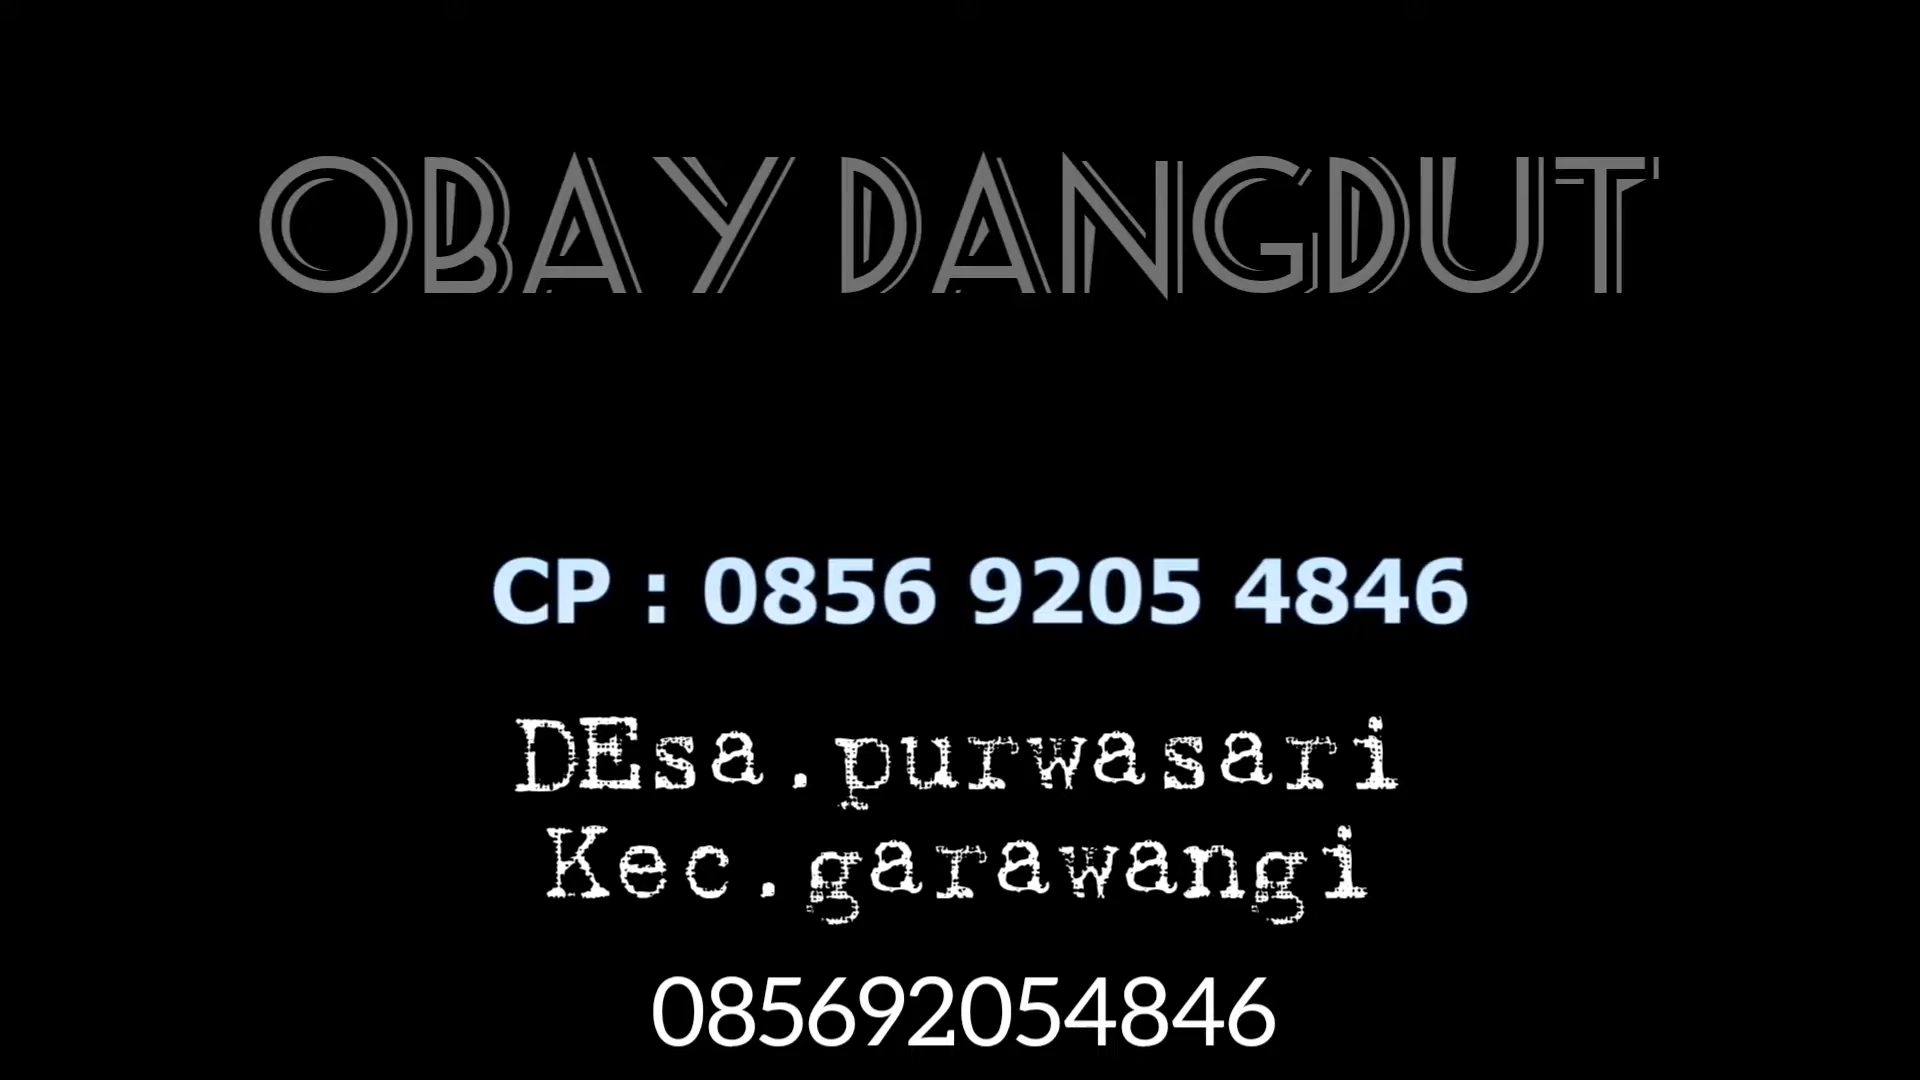 OBAY DANGDUT
CP : 0856 9205 4846
DEsa.purwasari
Kec.garawangi
085692054846